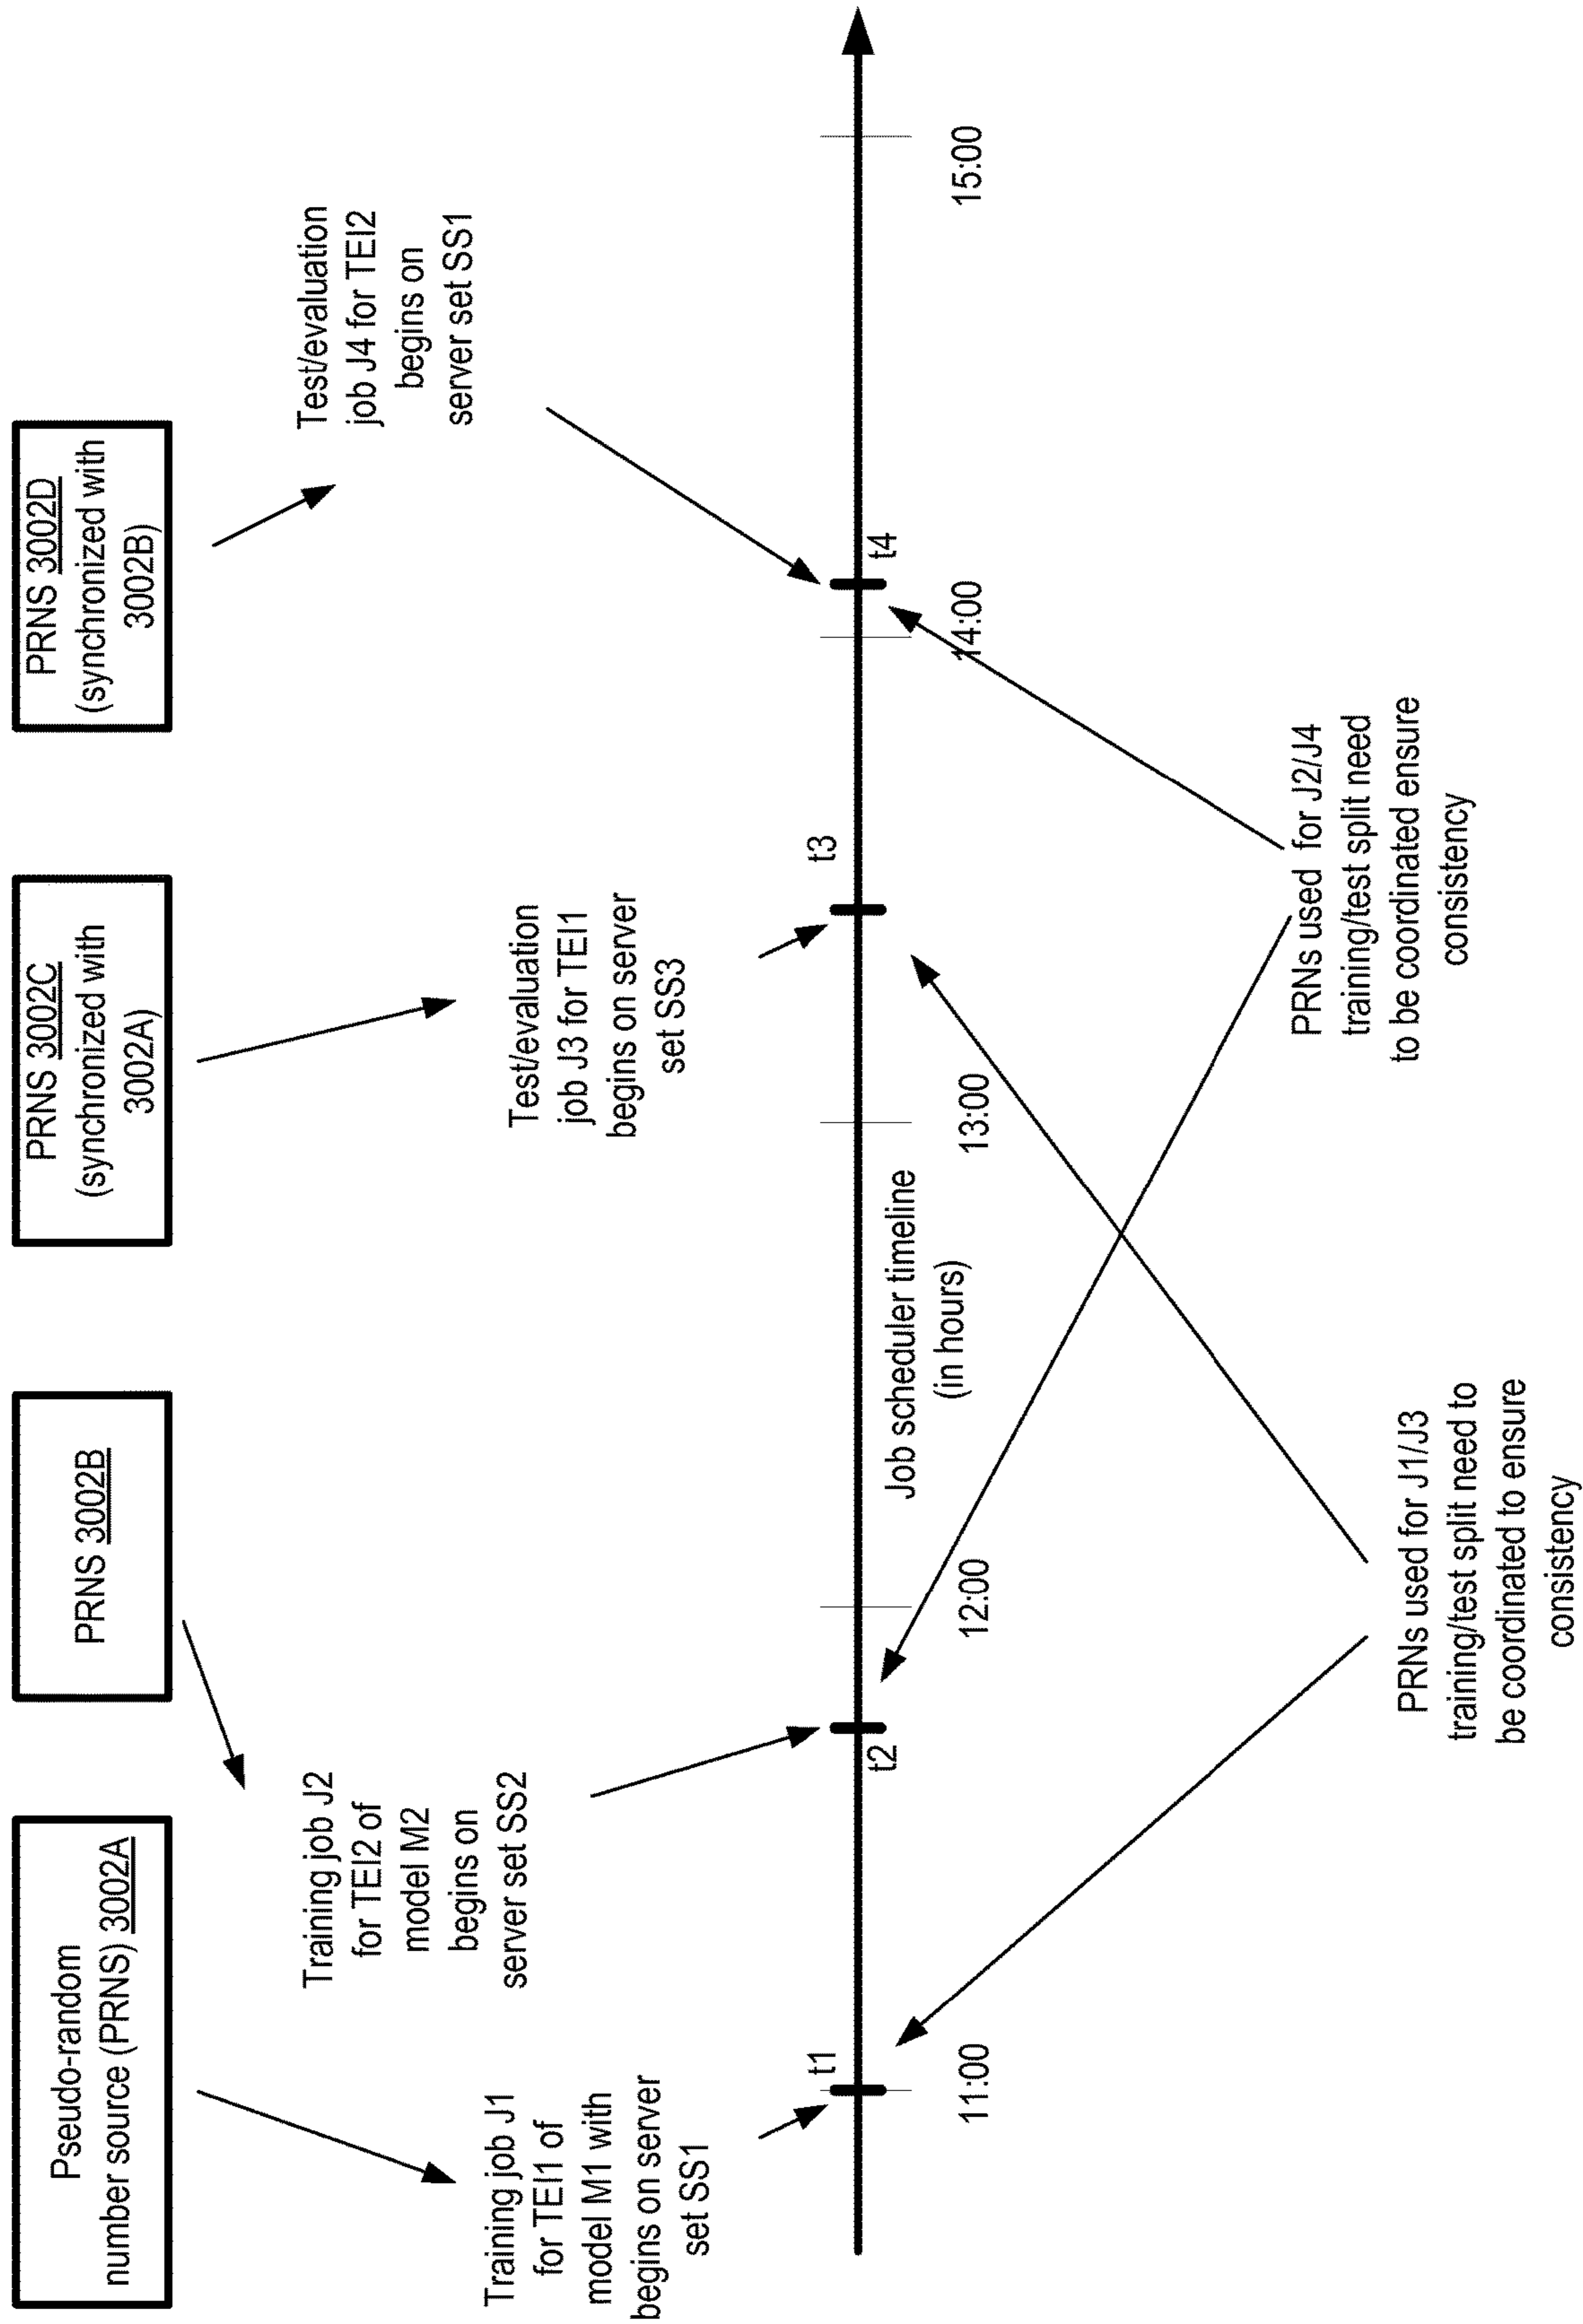 Pseudo-random
number source (PRNS) 3002A
PRNS 3002B
PRNS 3002C
(synchronized with
3002A)
PRNS 3002D
(synchronized with
3002B)
Training job J1
for TEI1 of
model M1 with
begins on server
set SS1
Training job J2
for TEI2 of
model M2
begins on
server set SS2
Test/evaluation
job J3 for TEI1
begins on server
set SS3
Test/evaluation
job J4 for TEI2
begins on
server set SS1
t1
t2
t3
t4
11:00
12:00
13:00
14:00
15:00
Job scheduler timeline
(in hours)
PRNs used for J1/J3
training/test split need to
be coordinated to ensure
consistency
PRNs used for J2/J4
training/test split need
to be coordinated ensure
consistency